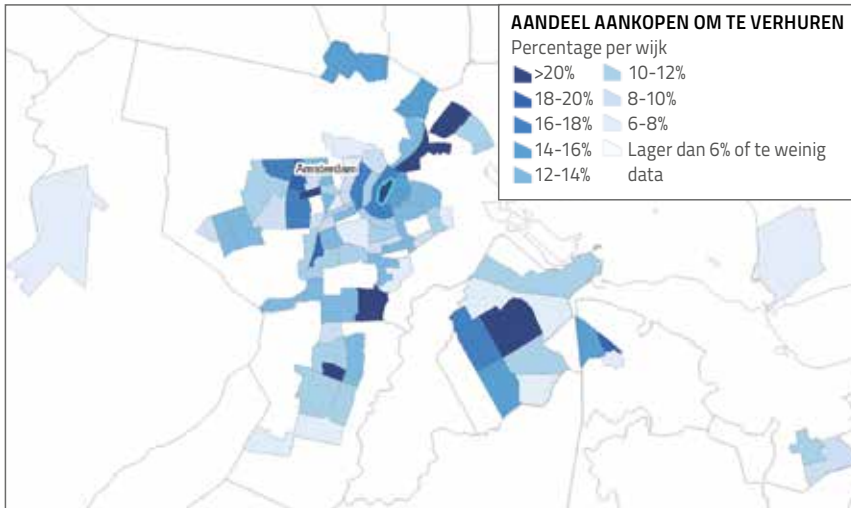 AANDEEL AANKOPEN OM TE VERHUREN
Percentage per wijk
>20%
18-20%
16-18%
14-16%
12-14%
10-12%
8-10%
6-8%
Lager dan 6% of te weinig
data
Amsterdam